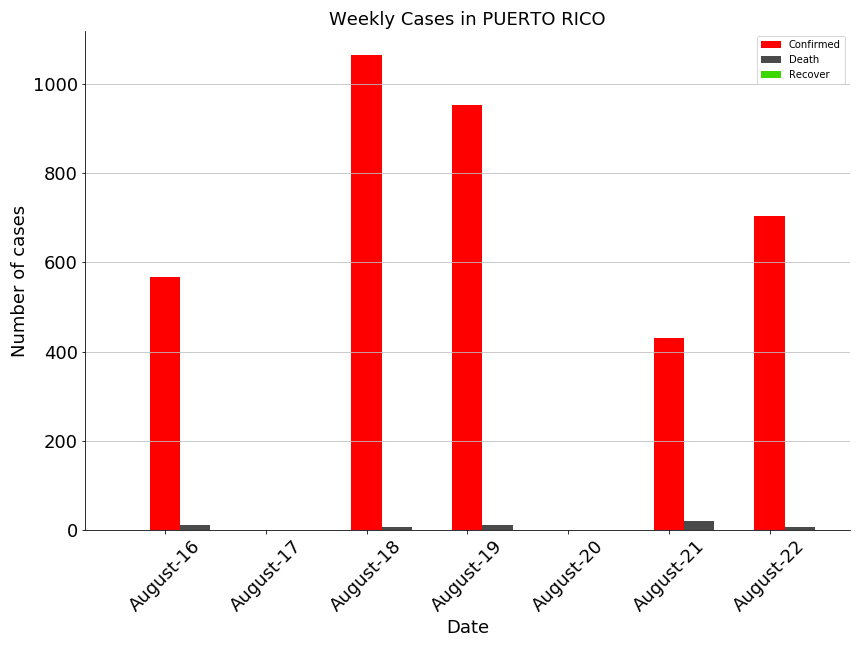 Weekly Cases in PUERTO RICO
Confirmed
Death
Recover
Number of cases
1000
800
600
400
200
0
August-16
August-17
August-18
August-19
August-20
August-21
August-22
Date